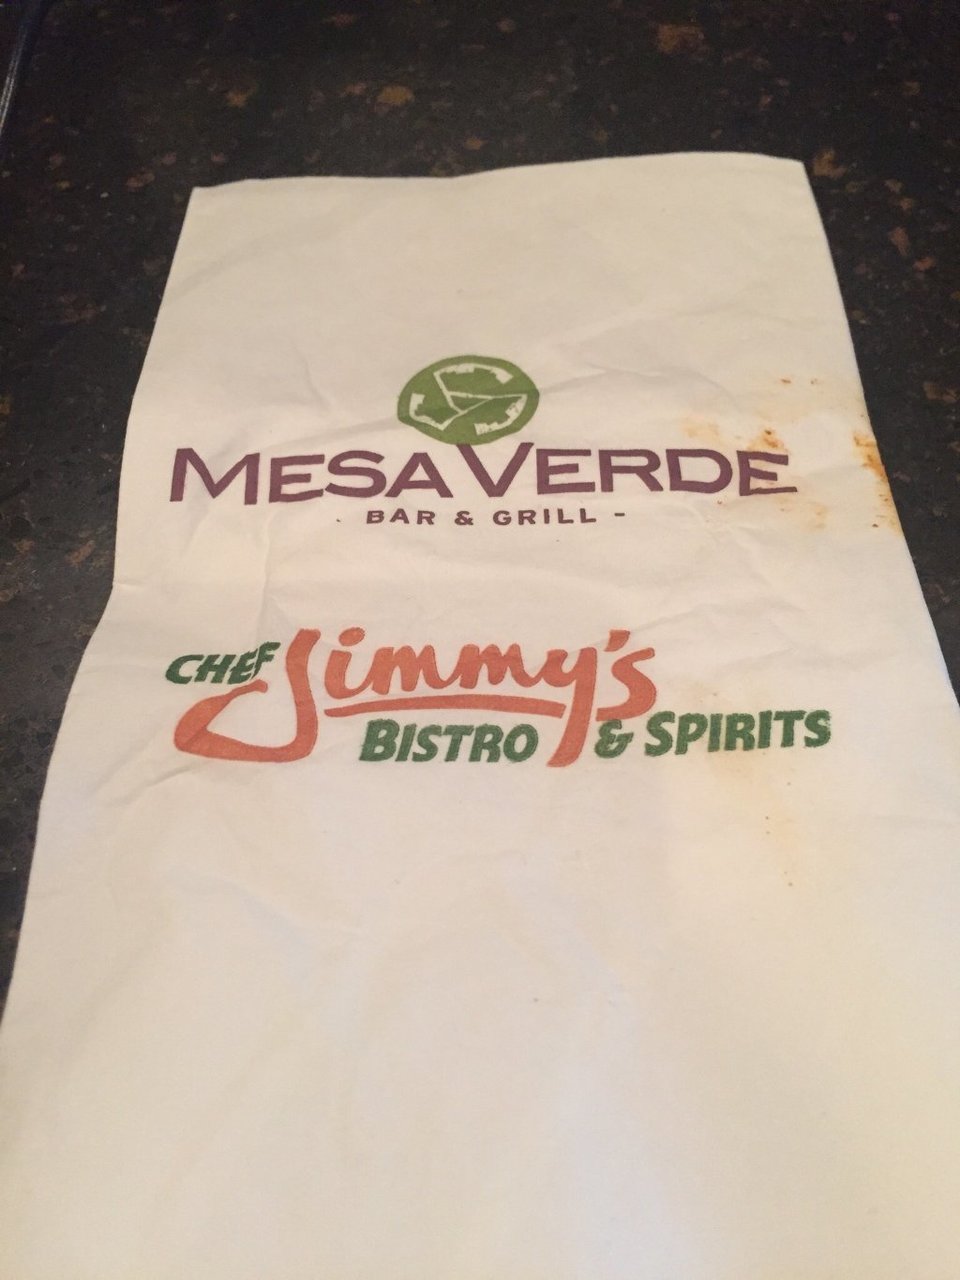 MESA VERDE
- BAR & GRILL -
CHEF Jimmy's
BISTRO & SPIRITS